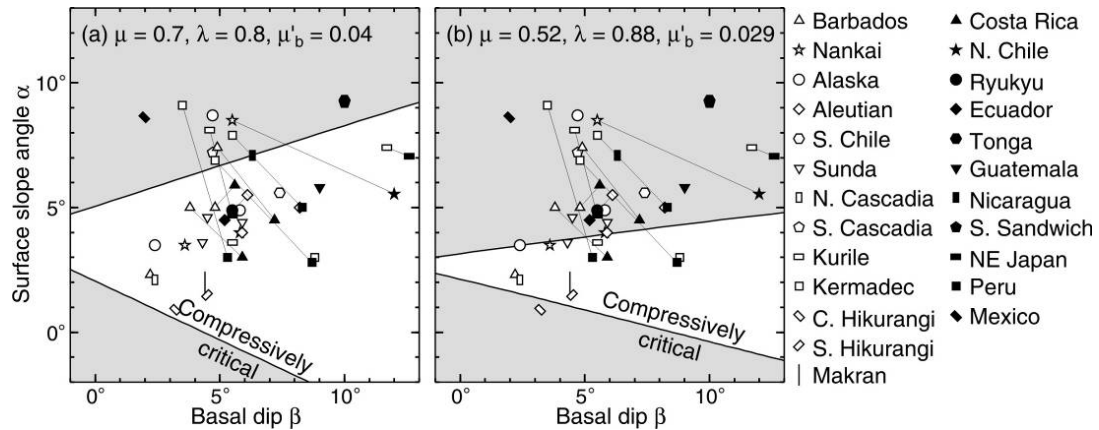 (a) μ = 0.7, λ = 0.8, μ'b = 0.04
(b) μ = 0.52, λ = 0.88, μ'b = 0.029
Surface slope angle α
10°
5°
0°
Compressively
critical
Compressively
critical
0°
5°
10°
Basal dip β
0°
5°
10°
Basal dip β
Barbados
Nankai
Alaska
Aleutian
S. Chile
Sunda
N. Cascadia
S. Cascadia
Kurile
Kermadec
C. Hikurangi
S. Hikurangi
Makran
Costa Rica
N. Chile
Ryukyu
Ecuador
Tonga
Guatemala
Nicaragua
S. Sandwich
NE Japan
Peru
Mexico